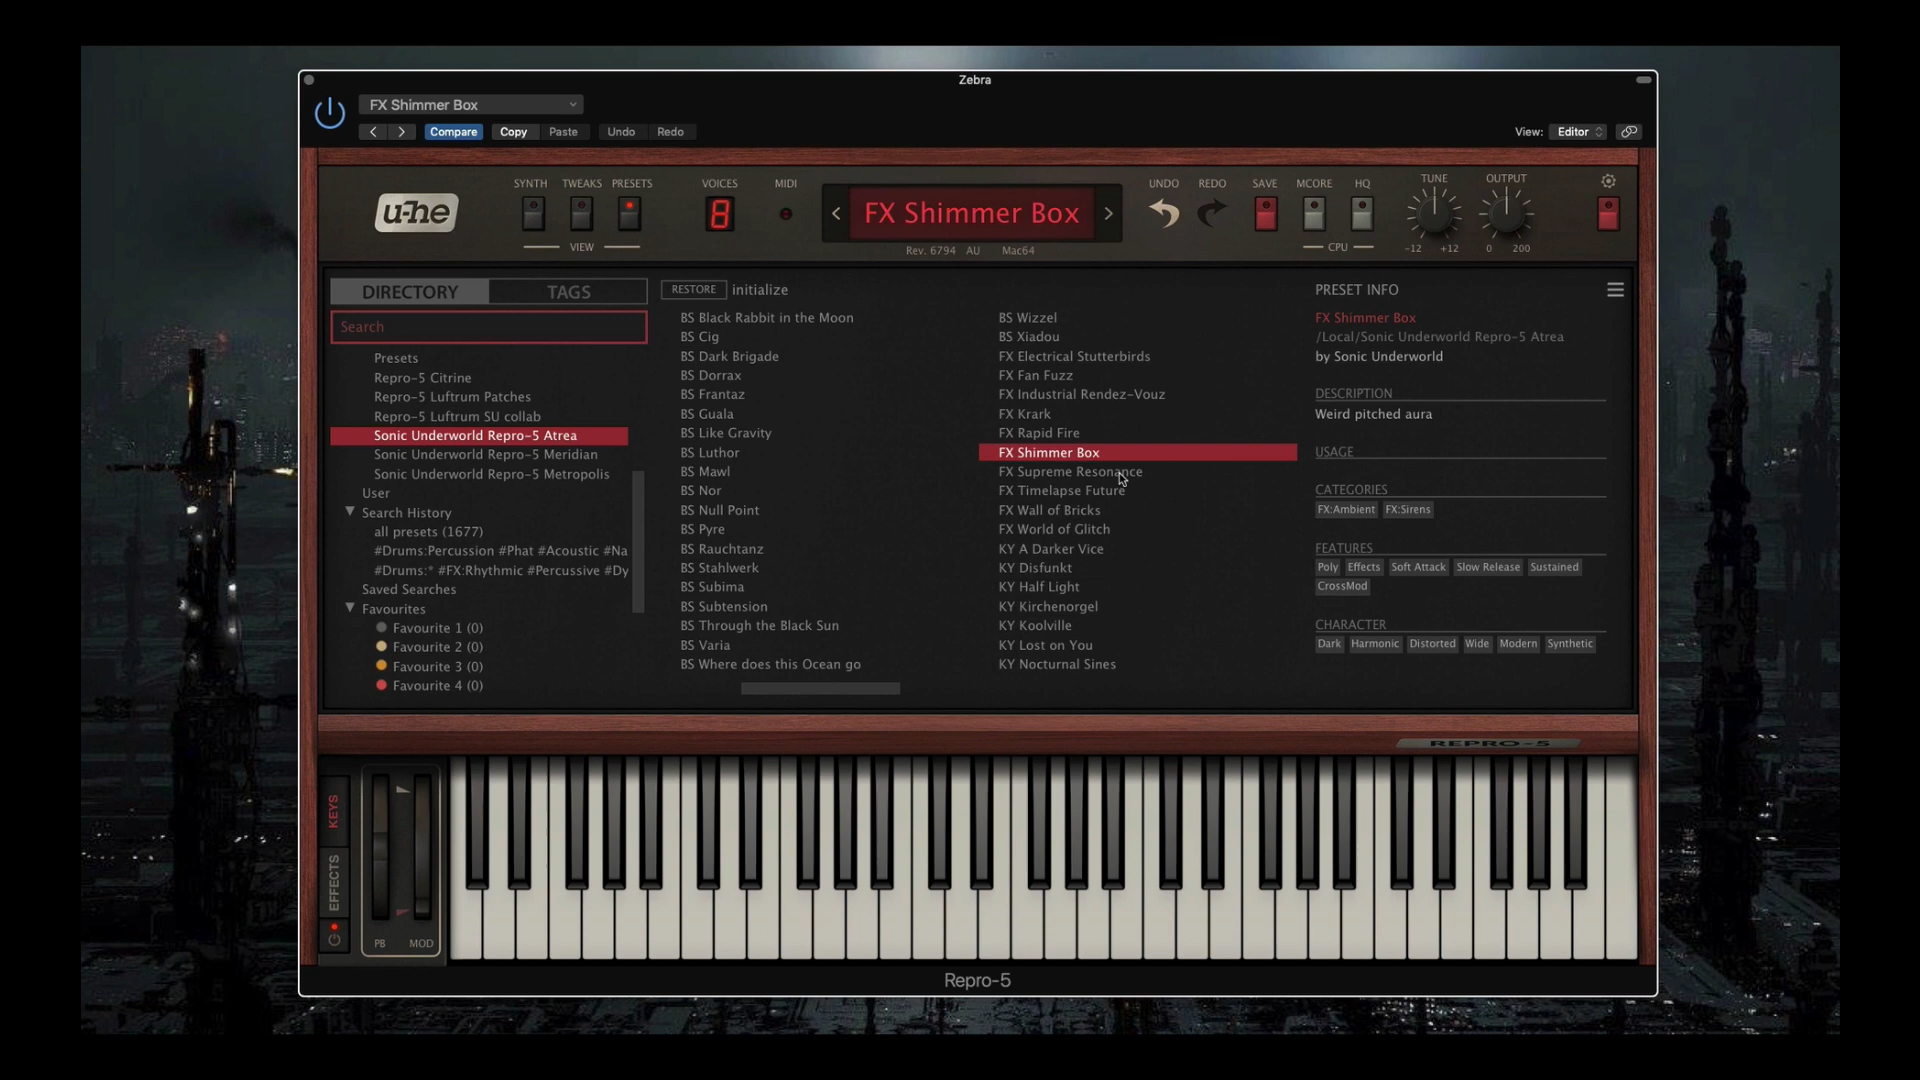 Zebra
FX Shimmer Box
Compare
Copy
Paste
Undo
Redo
View:
Editor
u-he
SYNTH
TWEAKS
PRESETS
VIEW
VOICES
8
MIDI
FX Shimmer Box
Rev. 6794 AU Mac64
UNDO
REDO
SAVE
MCORE
HQ
CPU
TUNE
-12 +12
OUTPUT
0 200
DIRECTORY
TAGS
Search
Presets
Repro-5 Citrine
Repro-5 Luftrum Patches
Repro-5 Luftrum SU collab
Sonic Underworld Repro-5 Atrea
Sonic Underworld Repro-5 Meridian
Sonic Underworld Repro-5 Metropolis
User
Search History
all presets (1677)
#Drums:Percussion #Phat #Acoustic #Na
#Drums:* #FX:Rhythmic #Percussive #Dy
Saved Searches
Favourites
Favourite 1 (0)
Favourite 2 (0)
Favourite 3 (0)
Favourite 4 (0)
RESTORE initialize
BS Black Rabbit in the Moon
BS Cig
BS Dark Brigade
BS Dorrax
BS Frantaz
BS Guala
BS Like Gravity
BS Luthor
BS Mawl
BS Nor
BS Null Point
BS Pyre
BS Rauchtanz
BS Stahlwerk
BS Subima
BS Subtension
BS Through the Black Sun
BS Varia
BS Where does this Ocean go
BS Wizzel
BS Xiadou
FX Electrical Stutterbirds
FX Fan Fuzz
FX Industrial Rendez-Vouz
FX Krark
FX Rapid Fire
FX Shimmer Box
FX Supreme Resonance
FX Timelapse Future
FX Wall of Bricks
FX World of Glitch
KY A Darker Vice
KY Disfunkt
KY Half Light
KY Kirchenorgel
KY Koolville
KY Lost on You
KY Nocturnal Sines
PRESET INFO
FX Shimmer Box
/Local/Sonic Underworld Repro-5 Atrea
by Sonic Underworld
DESCRIPTION
Weird pitched aura
USAGE
CATEGORIES
FX:Ambient FX:Sirens
FEATURES
Poly Effects Soft Attack Slow Release Sustained
CrossMod
CHARACTER
Dark Harmonic Distorted Wide Modern Synthetic
REPRO-5
KEYS
EFFECTS
PB
MOD
Repro-5